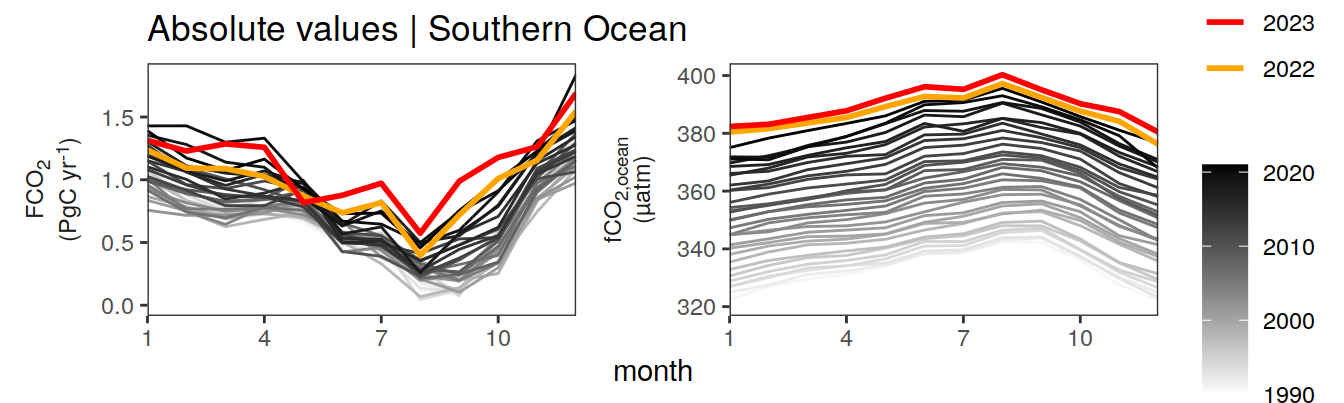 Absolute values | Southern Ocean
FCO₂
(PgC yr⁻¹)
1.5
1.0
0.5
0.0
1 4 7 10
fCO₂,ocean
(µatm)
400
380
360
340
320
1 4 7 10
month
2023
2022
2020
2010
2000
1990